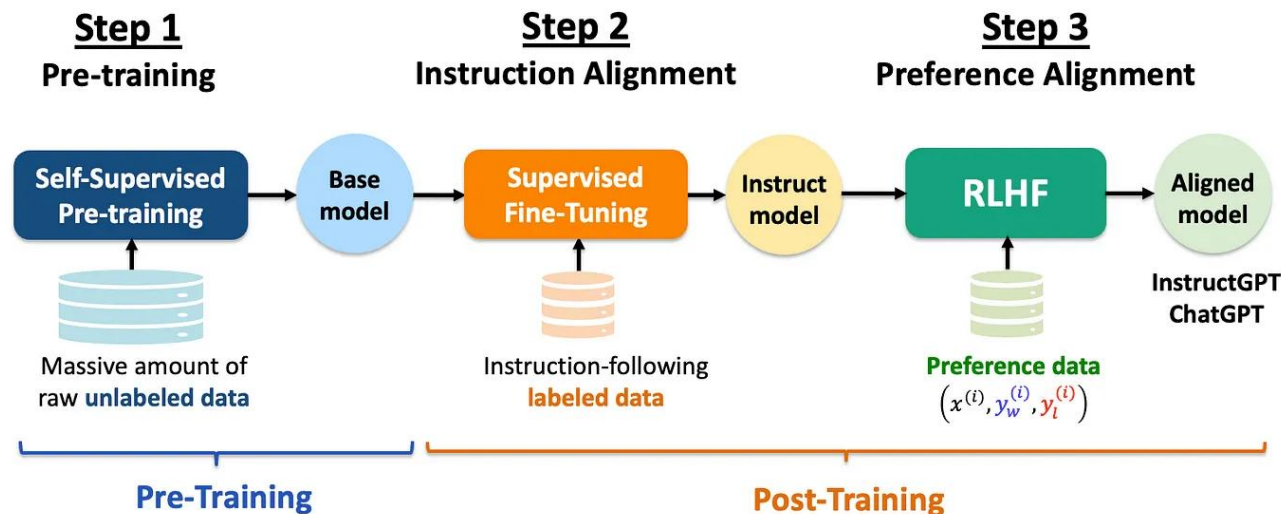 Step 1
Pre-training
Step 2
Instruction Alignment
Step 3
Preference Alignment
Self-Supervised
Pre-training
Base
model
Supervised
Fine-Tuning
Instruct
model
RLHF
Aligned
model
Massive amount of
raw unlabeled data
Instruction-following
labeled data
Preference data
(x^(i), y_w^(i), y_l^(i))
InstructGPT
ChatGPT
Pre-Training
Post-Training